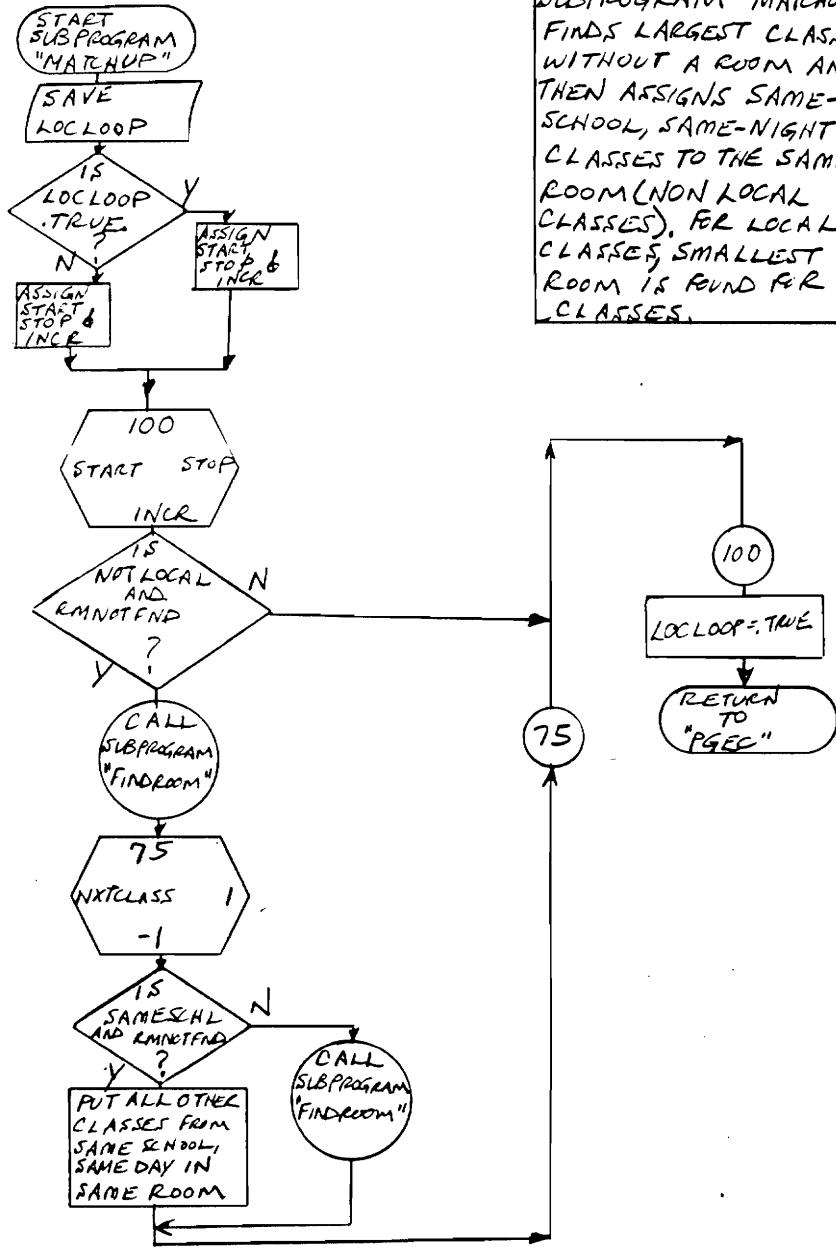 START
SUBPROGRAM
"MATCHUP"
SAVE
LOCLOOP
IS
LOCLOOP
.TRUE.
?
Y
N
ASSIGN
START
STOP &
INCR
ASSIGN
START
STOP &
INCR
100
START STOP
INCR
IS
NOT LOCAL
AND
RMNOTFND
?
N
Y
CALL
SUBPROGRAM
"FINDROOM"
75
NXTCLASS 1
-1
IS
SAMESCHL
AND RMNOTFND
?
N
Y
CALL
SUBPROGRAM
"FINDROOM"
PUT ALL OTHER
CLASSES FROM
SAME SCHOOL,
SAME DAY IN
SAME ROOM
75
100
LOCLOOP=.TRUE
RETURN
TO
"PGEC"
SUBPROGRAM
FINDS LARGEST CLASS
WITHOUT A ROOM AN
THEN ASSIGNS SAME-
SCHOOL, SAME-NIGHT
CLASSES TO THE SAM
ROOM (NON LOCAL
CLASSES). FOR LOCAL
CLASSES, SMALLEST
ROOM IS FOUND FOR
CLASSES.